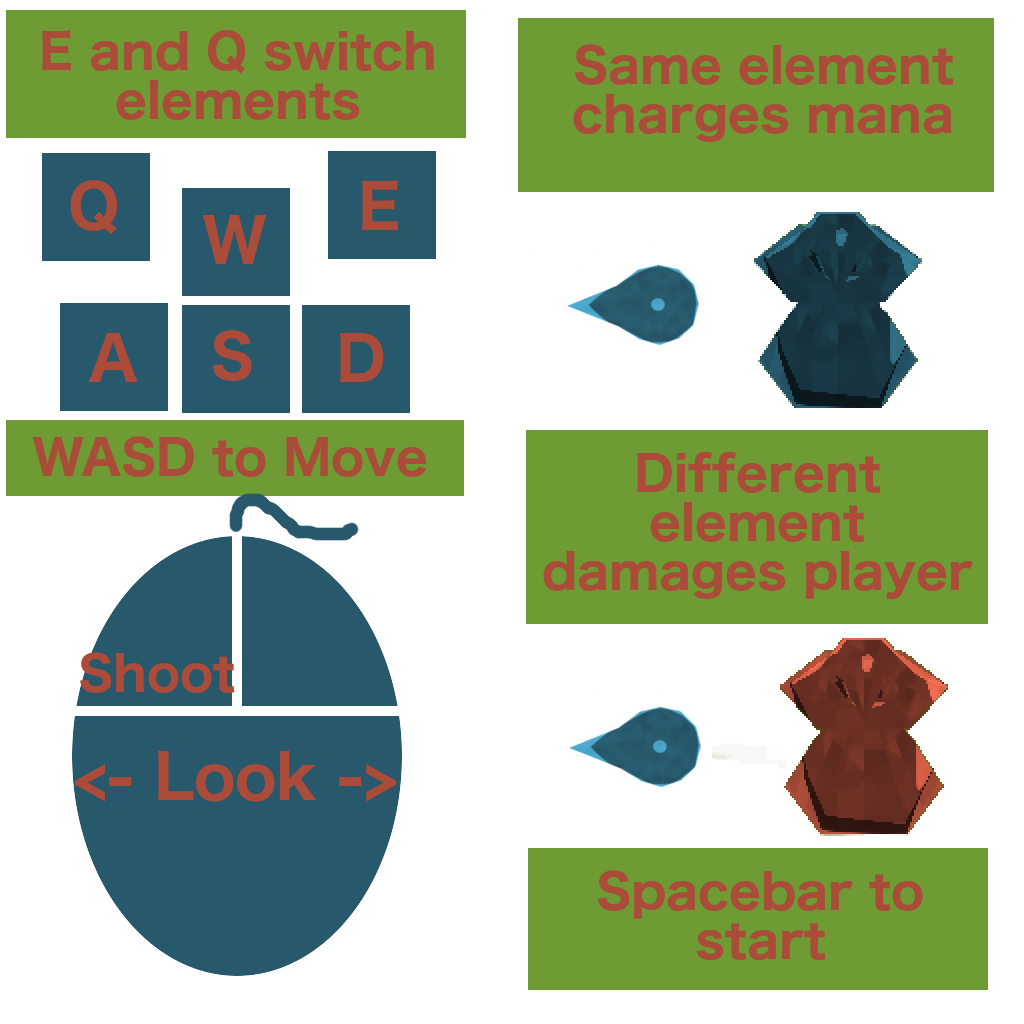 E and Q switch
elements
Q
W
E
A
S
D
WASD to Move
Shoot
<- Look ->
Same element
charges mana
Different
element
damages player
Spacebar to
start